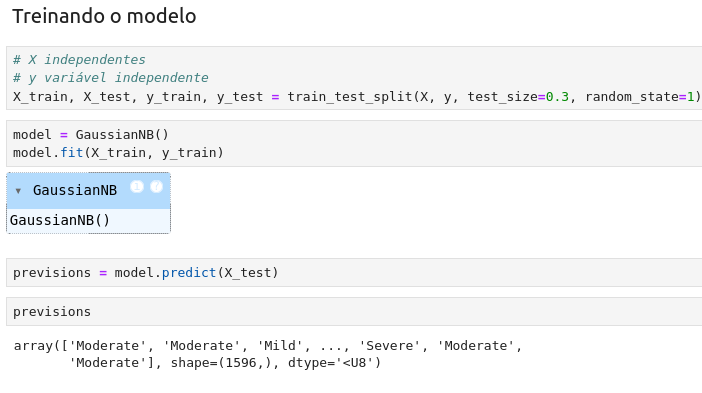 Treinando o modelo
# X independentes
# y variável independente
X_train, X_test, y_train, y_test = train_test_split(X, y, test_size=0.3, random_state=1)
model = GaussianNB()
model.fit(X_train, y_train)
▾ GaussianNB i ?
GaussianNB()
previsions = model.predict(X_test)
previsions
array(['Moderate', 'Moderate', 'Mild', ..., 'Severe', 'Moderate',
'Moderate'], shape=(1596,), dtype='<U8')